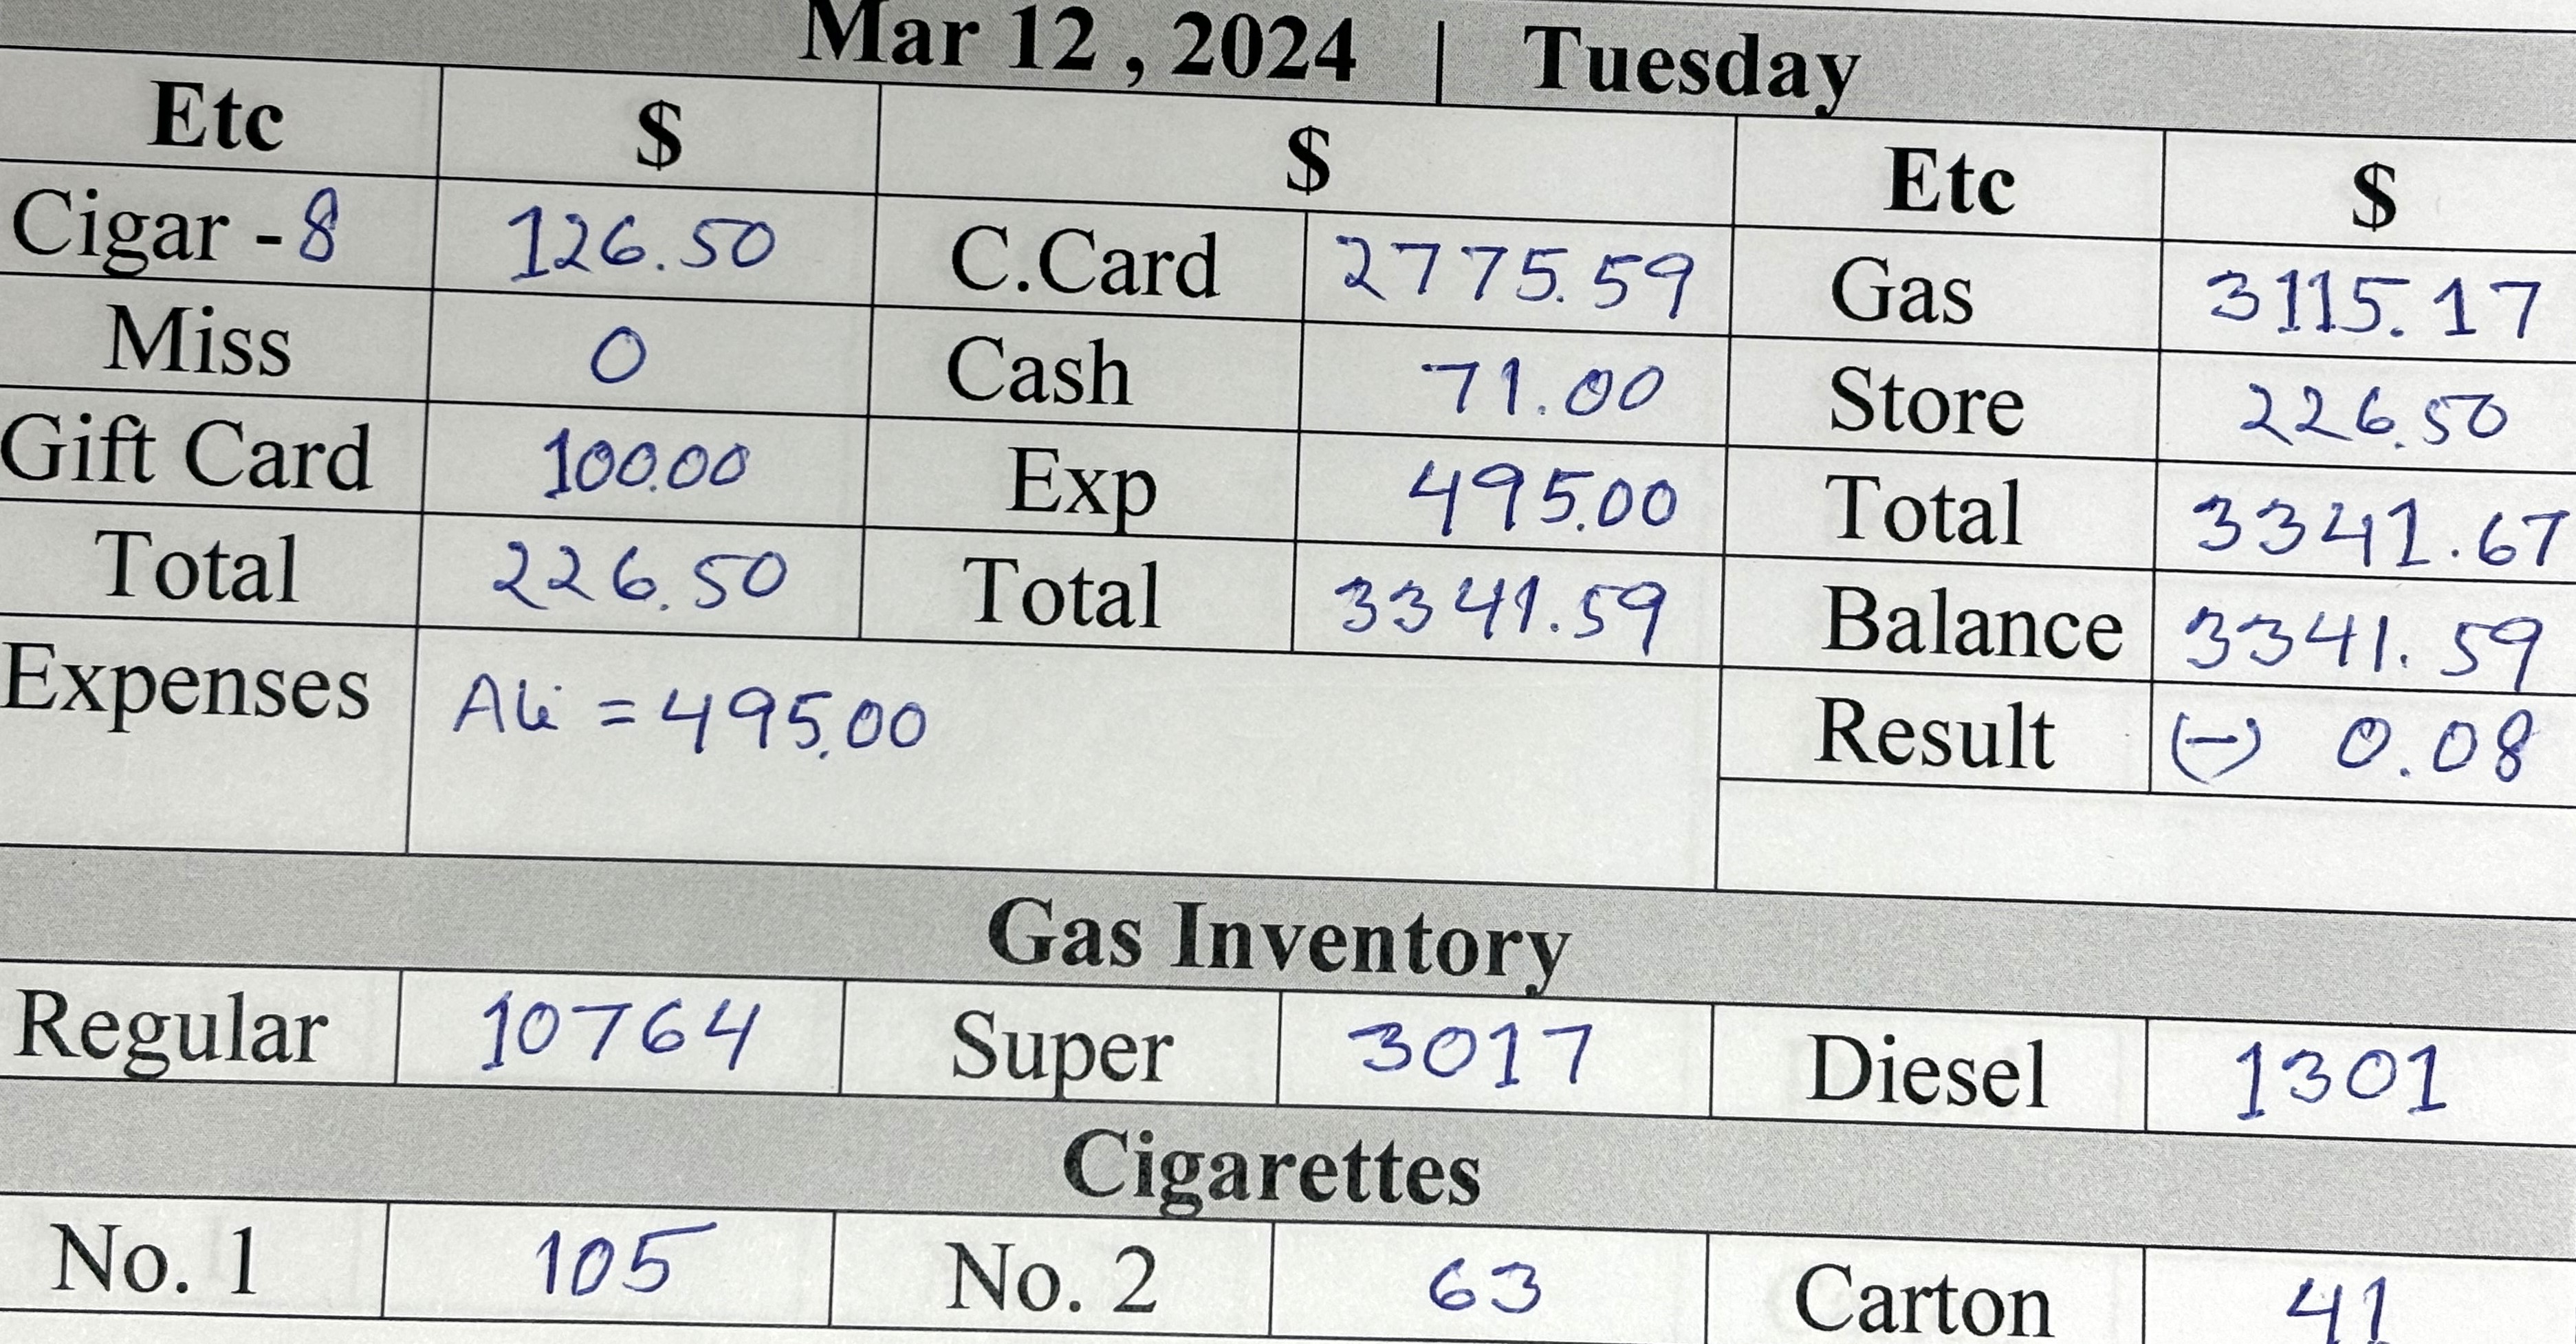 Mar 12 , 2024 | Tuesday
Etc $ $ Etc $
Cigar - 8 126.50 C.Card 2775.59 Gas 3115.17
Miss 0 Cash 71.00 Store 226.50
Gift Card 100.00 Exp 495.00 Total 3341.67
Total 226.50 Total 3341.59 Balance 3341.59
Expenses Ali = 495.00 Result (-) 0.08
Gas Inventory
Regular 10764 Super 3017 Diesel 1301
Cigarettes
No. 1 105 No. 2 63 Carton 41